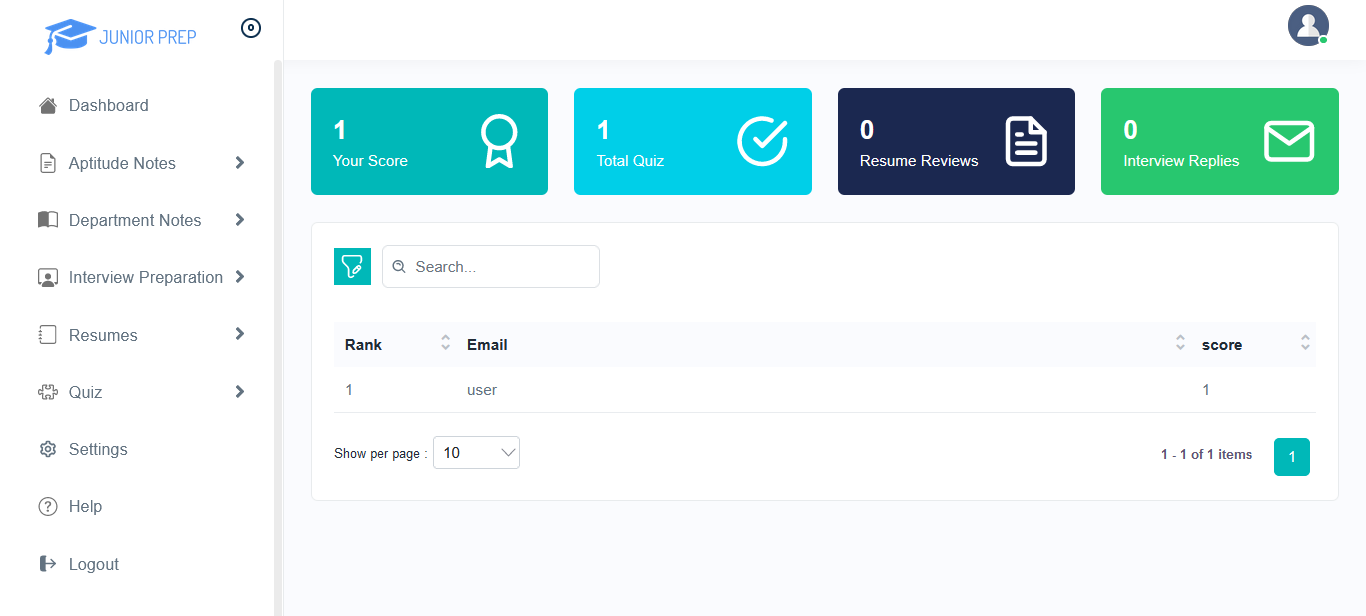 JUNIOR PREP
Dashboard
Aptitude Notes
Department Notes
Interview Preparation
Resumes
Quiz
Settings
Help
Logout
1
Your Score
1
Total Quiz
0
Resume Reviews
0
Interview Replies
Search...
Rank Email score
1 user 1
Show per page : 10 1 - 1 of 1 items 1